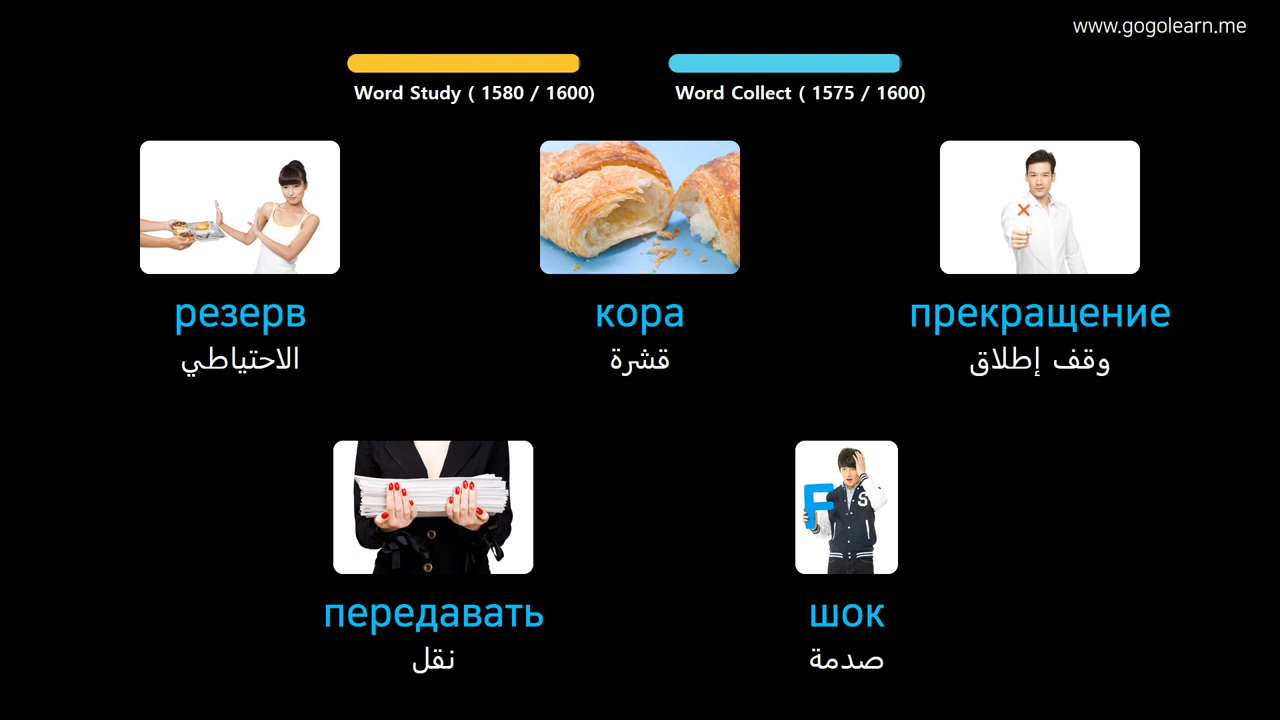 www.gogolearn.me
Word Study ( 1580 / 1600)
Word Collect ( 1575 / 1600)
резерв
الاحتياطي
кора
قشرة
прекращение
وقف إطلاق
передавать
نقل
F
S
шок
صدمة